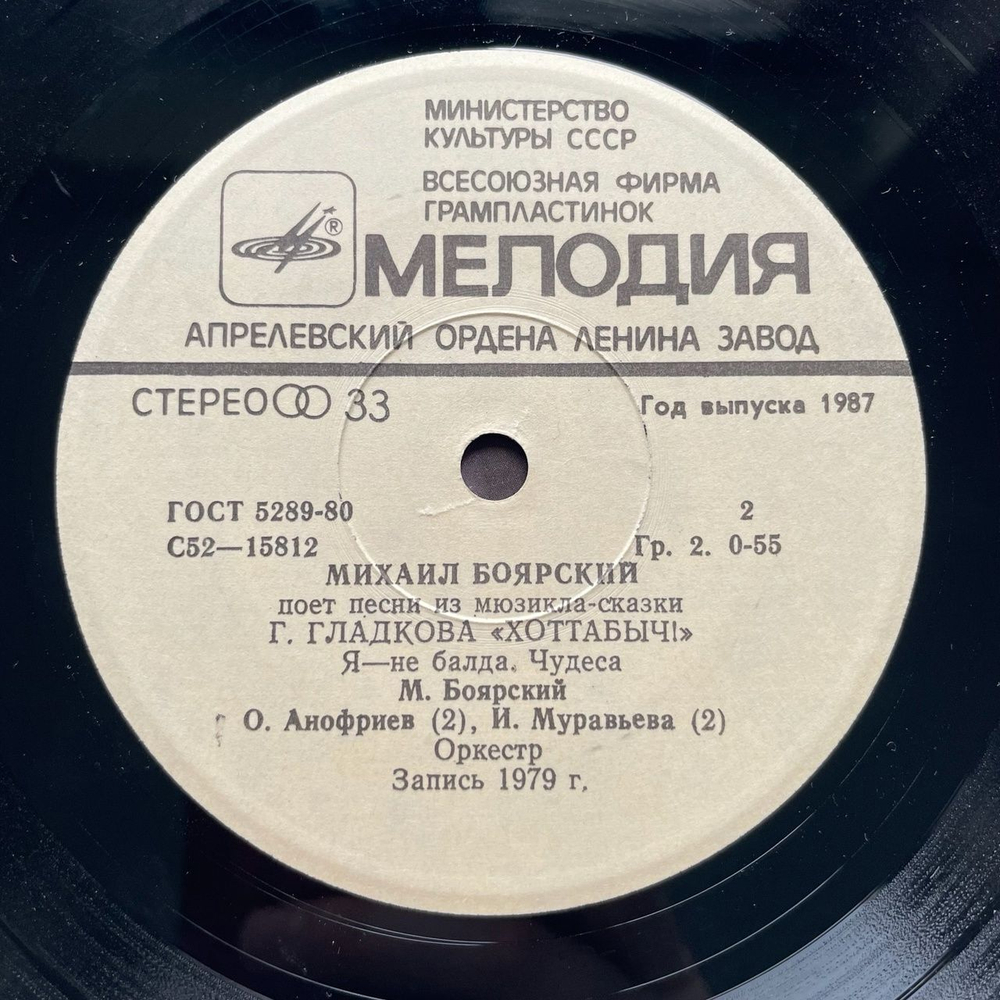 МИНИСТЕРСТВО
КУЛЬТУРЫ СССР
ВСЕСОЮЗНАЯ ФИРМА
ГРАМПЛАСТИНОК
®
МЕЛОДИЯ
АПРЕЛЕВСКИЙ ОРДЕНА ЛЕНИНА ЗАВОД
СТЕРЕО 33
Год выпуска 1987
ГОСТ 5289-80
2
С52—15812
Гр. 2. 0-55
МИХАИЛ БОЯРСКИЙ
поет песни из мюзикла-сказки
Г. ГЛАДКОВА «ХОТТАБЫЧ!»
Я—не балда. Чудеса
М. Боярский
О. Анофриев (2), И. Муравьева (2)
Оркестр
Запись 1979 г.